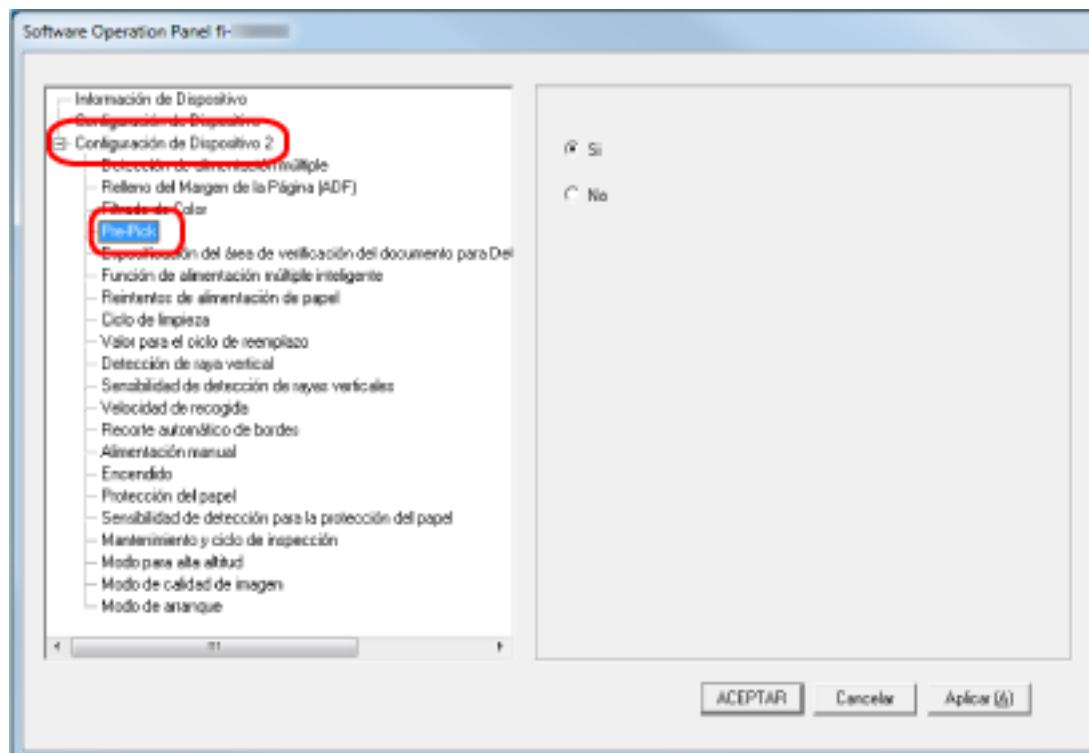 Software Operation Panel fi-
Información de Dispositivo
Configuración de Dispositivo
Configuración de Dispositivo 2
Detección de alimentación múltiple
Relleno del Margen de la Página (ADF)
Filtrado de Color
Pre-Pick
Especificación del área de verificación del documento para Det
Función de alimentación múltiple inteligente
Reintentos de alimentación de papel
Ciclo de limpieza
Valor para el ciclo de reemplazo
Detección de raya vertical
Sensibilidad de detección de rayas verticales
Velocidad de recogida
Recorte automático de bordes
Alimentación manual
Encendido
Protección del papel
Sensibilidad de detección para la protección del papel
Mantenimiento y ciclo de inspección
Modo para alta altitud
Modo de calidad de imagen
Modo de arranque
Si
No
ACEPTAR
Cancelar
Aplicar (A)